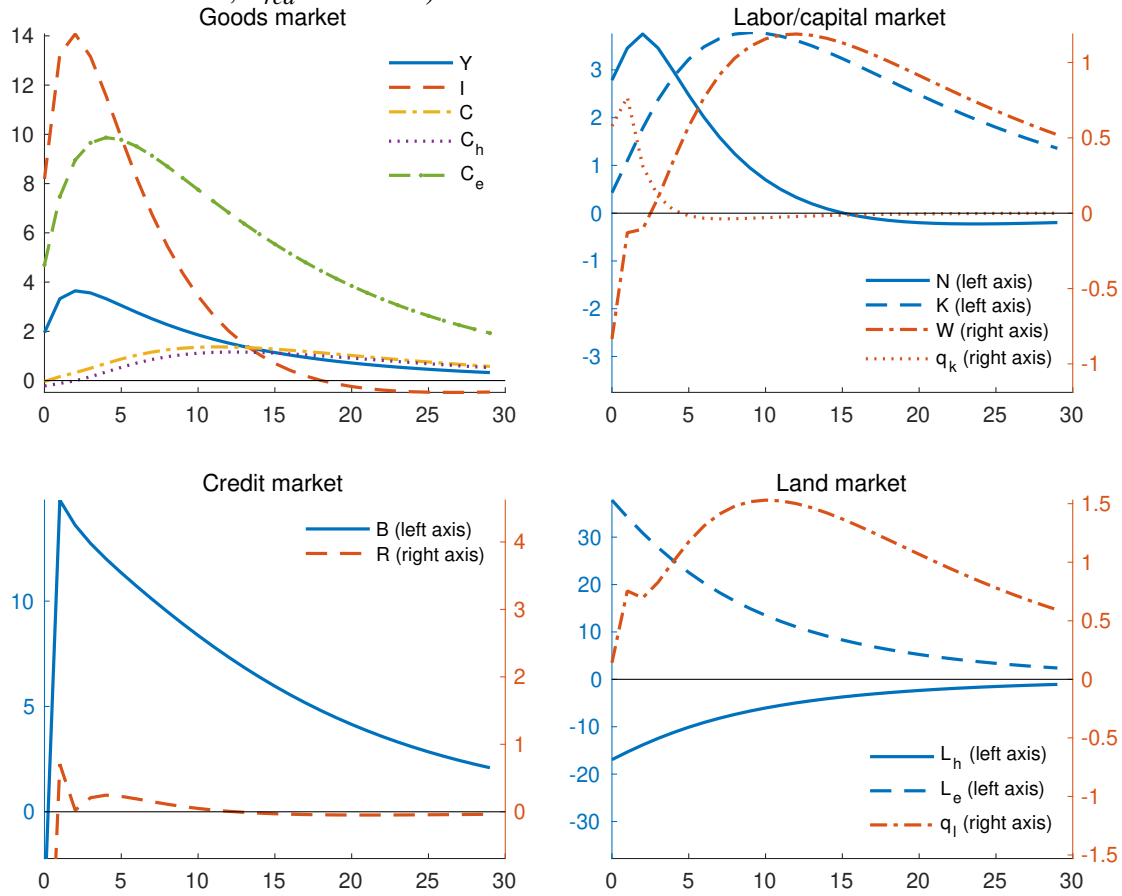 Goods market
14
12
10
8
6
4
2
0
0 5 10 15 20 25 30
Y
I
C
C_h
C_e
Labor/capital market
3
2
1
0
-1
-2
-3
1
0.5
0
-0.5
-1
0 5 10 15 20 25 30
N (left axis)
K (left axis)
W (right axis)
q_k (right axis)
Credit market
10
5
0
4
3
2
1
0
0 5 10 15 20 25 30
B (left axis)
R (right axis)
Land market
30
20
10
0
-10
-20
-30
1.5
1
0.5
0
-0.5
-1
-1.5
0 5 10 15 20 25 30
L_h (left axis)
L_e (left axis)
q_l (right axis)